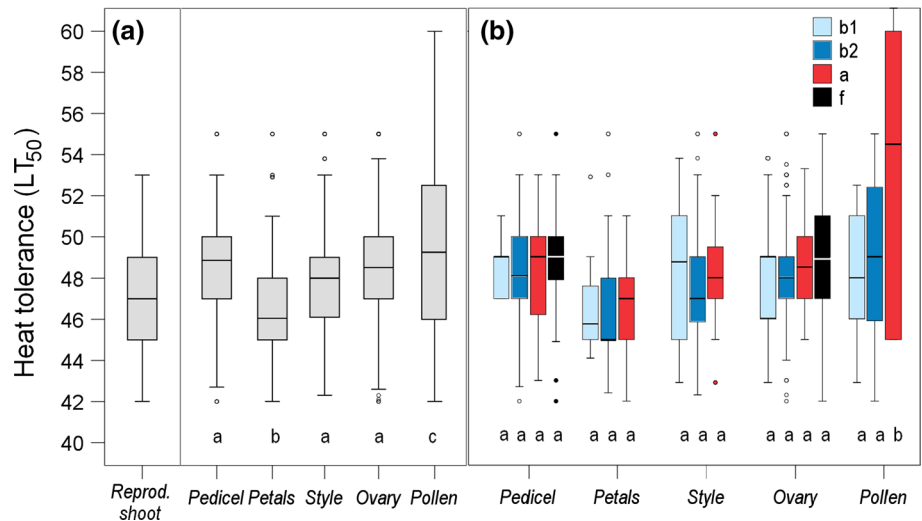 (a)
(b)
b1
b2
a
f
Heat tolerance (LT50)
60
58
56
54
52
50
48
46
44
42
40
a b a a c
a a a a a a a a a a a a a a a a b
Reprod. shoot
Pedicel Petals Style Ovary Pollen
Pedicel Petals Style Ovary Pollen